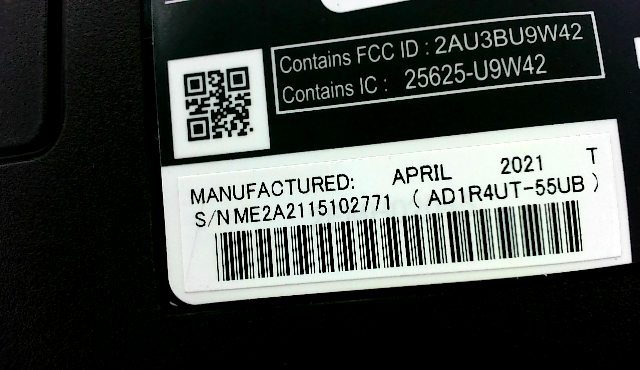 Contains FCC ID : 2AU3BU9W42
Contains IC : 25625-U9W42
MANUFACTURED: APRIL 2021 T
S/N ME2A2115102771 ( AD1R4UT-55UB )